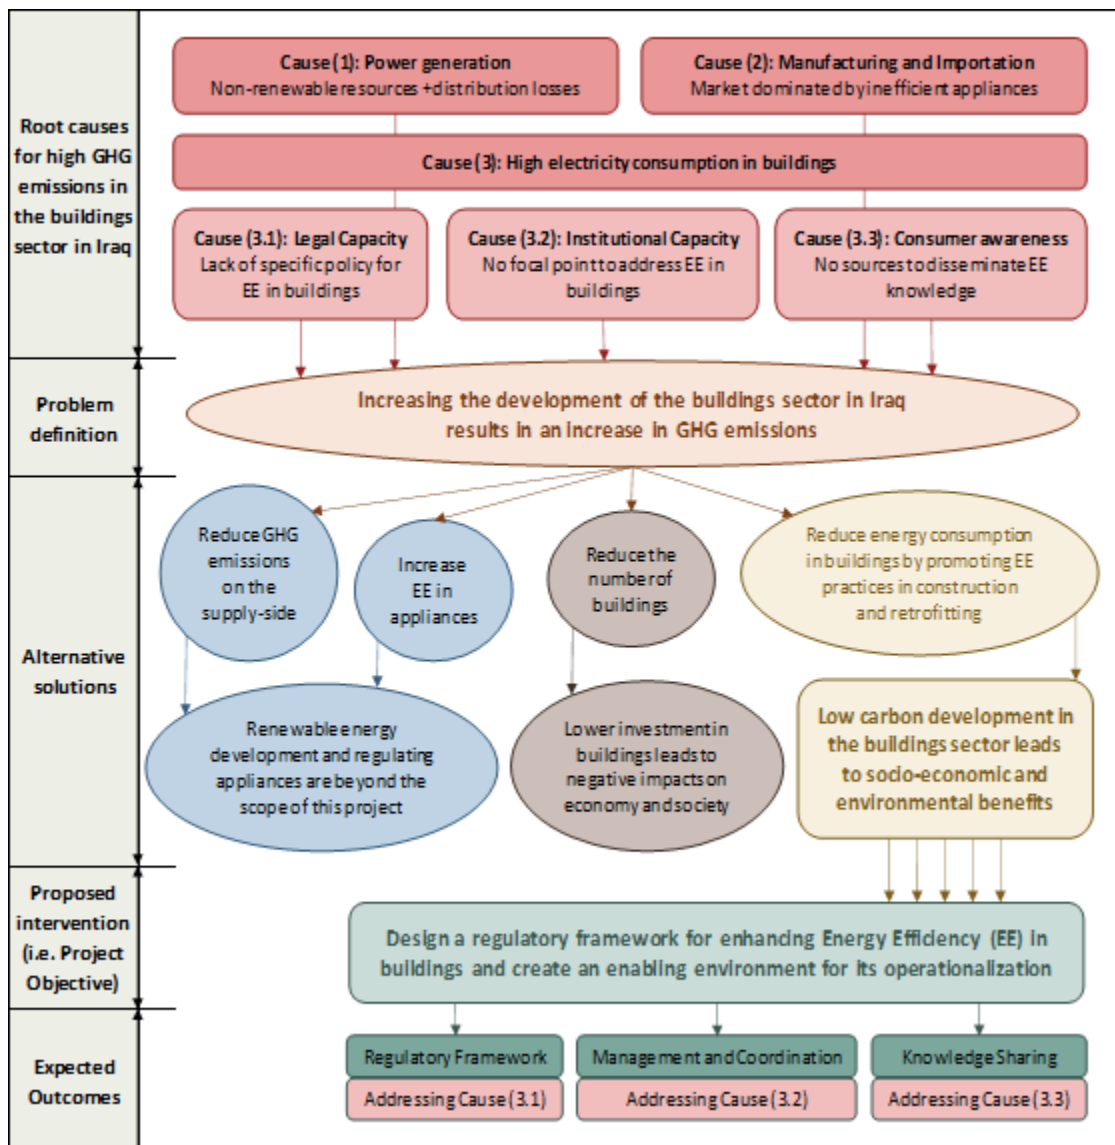 Root causes
for high GHG
emissions in
the buildings
sector in Iraq
Cause (1): Power generation
Non-renewable resources + distribution losses
Cause (2): Manufacturing and Importation
Market dominated by inefficient appliances
Cause (3): High electricity consumption in buildings
Cause (3.1): Legal Capacity
Lack of specific policy for
EE in buildings
Cause (3.2): Institutional Capacity
No focal point to address EE in
buildings
Cause (3.3): Consumer awareness
No sources to disseminate EE
knowledge
Problem
definition
Increasing the development of the buildings sector in Iraq
results in an increase in GHG emissions
Alternative
solutions
Reduce GHG
emissions
on the
supply-side
Increase
EE in
appliances
Reduce the
number of
buildings
Reduce energy consumption
in buildings by promoting EE
practices in construction
and retrofitting
Renewable energy
development and regulating
appliances are beyond the
scope of this project
Lower investment in
buildings leads to
negative impacts on
economy and society
Low carbon development in
the buildings sector leads
to socio-economic and
environmental benefits
Proposed
intervention
(i.e. Project
Objective)
Design a regulatory framework for enhancing Energy Efficiency (EE) in
buildings and create an enabling environment for its operationalization
Expected
Outcomes
Regulatory Framework
Addressing Cause (3.1)
Management and Coordination
Addressing Cause (3.2)
Knowledge Sharing
Addressing Cause (3.3)